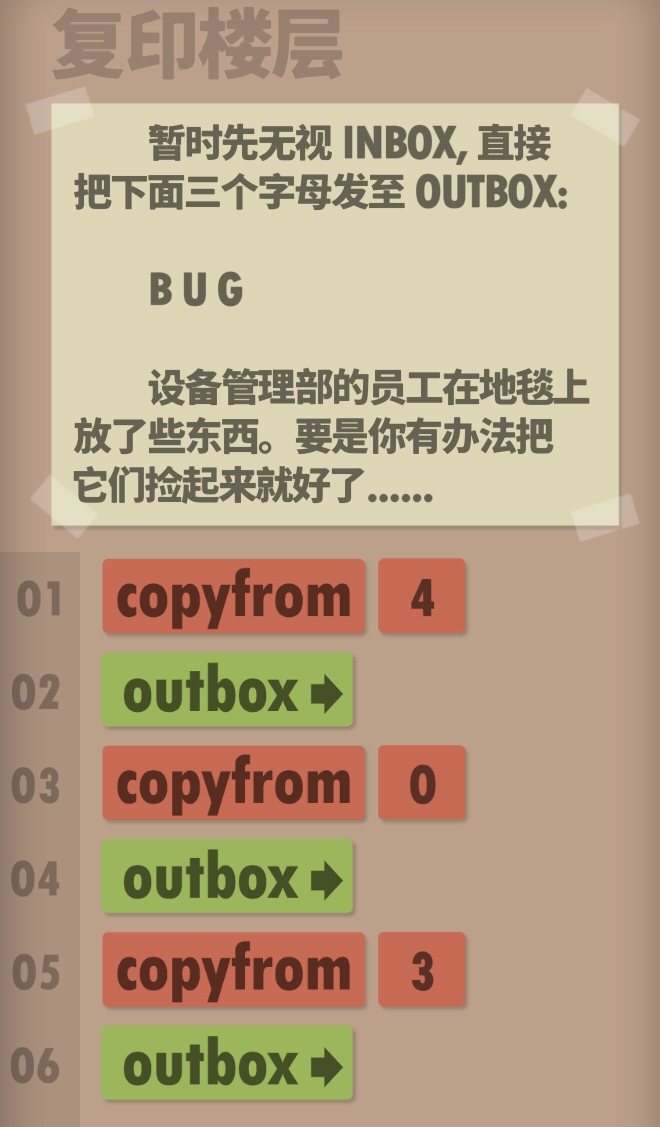 复印楼层
暂时先无视 INBOX, 直接
把下面三个字母发至 OUTBOX:
B U G
设备管理部的员工在地毯上
放了些东西。要是你有办法把
它们捡起来就好了......
01 copyfrom 4
02 outbox
03 copyfrom 0
04 outbox
05 copyfrom 3
06 outbox